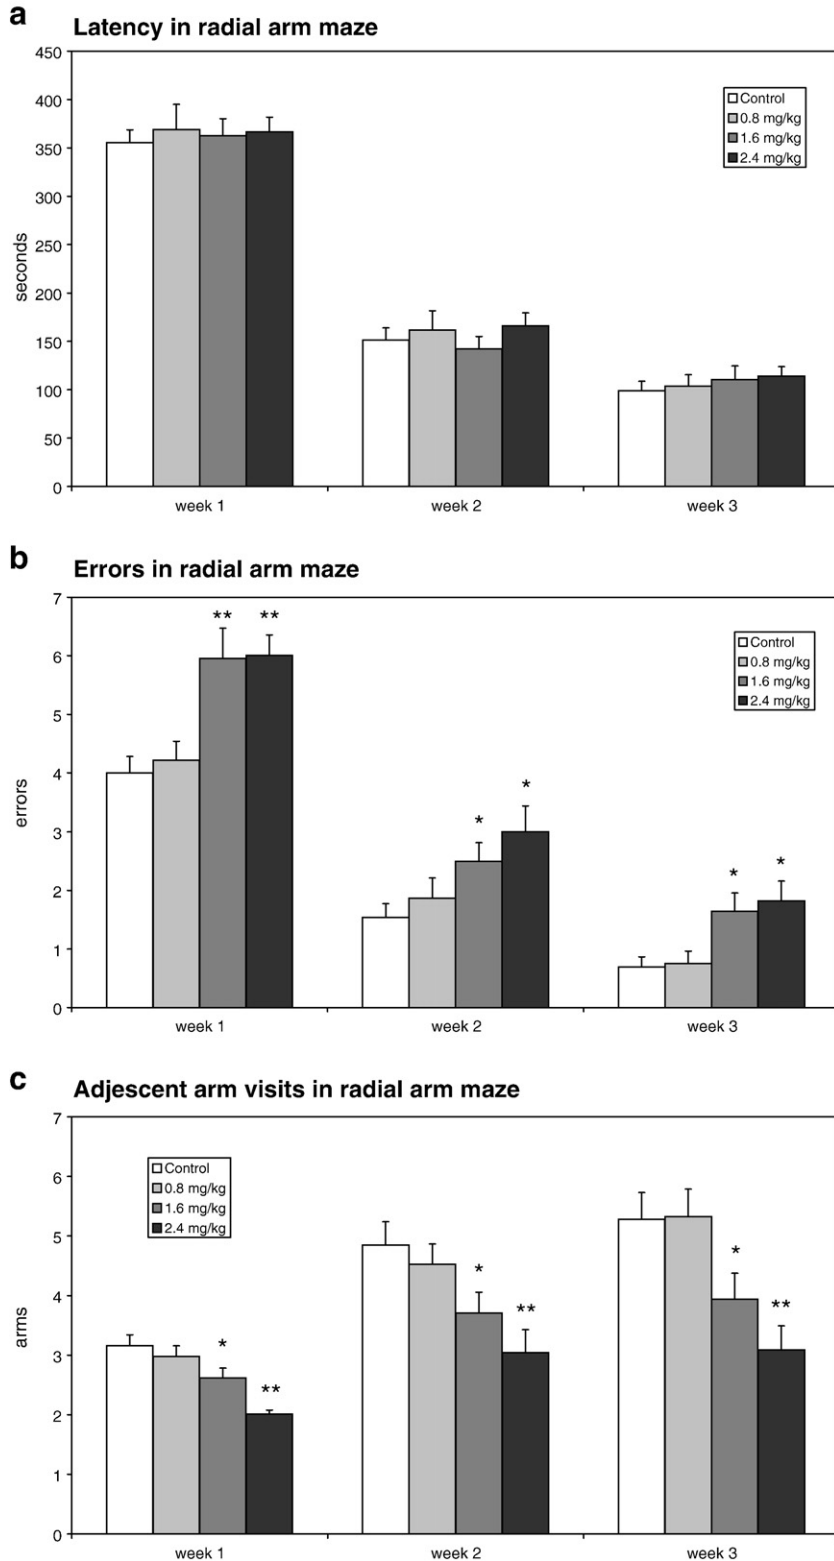 a
Latency in radial arm maze
450
400
350
300
250
200
150
100
50
0
seconds
Control
0.8 mg/kg
1.6 mg/kg
2.4 mg/kg
week 1 week 2 week 3
b
Errors in radial arm maze
7
6
5
4
3
2
1
0
errors
** **
* *
* *
Control
0.8 mg/kg
1.6 mg/kg
2.4 mg/kg
week 1 week 2 week 3
c
Adjescent arm visits in radial arm maze
7
6
5
4
3
2
1
0
arms
Control
0.8 mg/kg
1.6 mg/kg
2.4 mg/kg
* **
* **
* **
week 1 week 2 week 3